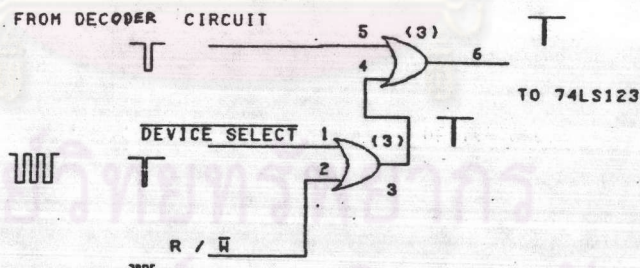 FROM DECODER CIRCUIT
5 (3)
4 6
TO 74LS123
DEVICE SELECT 1 (3)
2
3
R / W̅